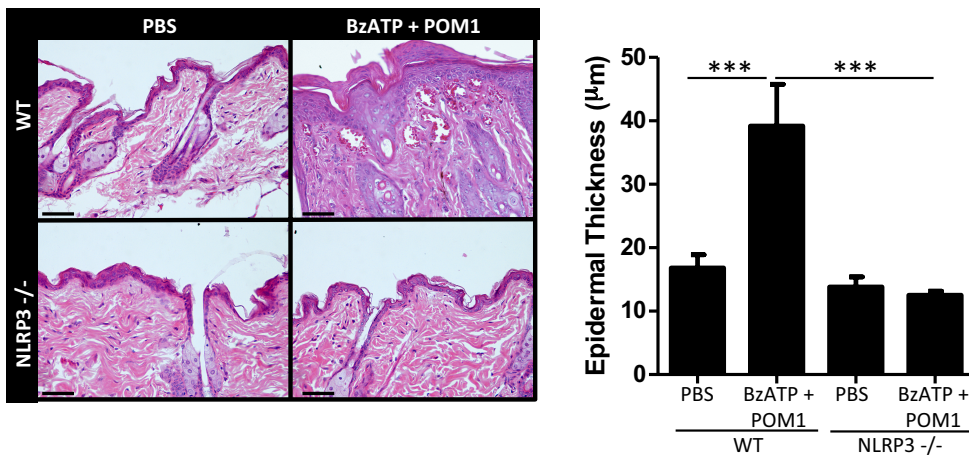 PBS BzATP + POM1
WT
NLRP3 -/-
Epidermal Thickness (μm)
50
40
30
20
10
0
*** ***
PBS BzATP + PBS BzATP +
POM1 POM1
WT NLRP3 -/-